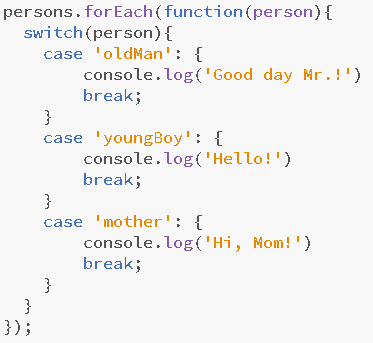 persons.forEach(function(person){
  switch(person){
    case 'oldMan': {
        console.log('Good day Mr.!')
        break;
    }
    case 'youngBoy': {
        console.log('Hello!')
        break;
    }
    case 'mother': {
        console.log('Hi, Mom!')
        break;
    }
  }
});